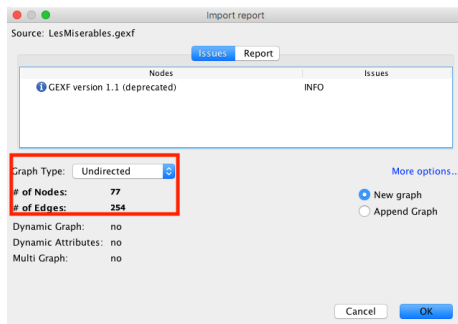 Import report
Source: LesMiserables.gexf
Issues Report
Nodes Issues
GEXF version 1.1 (deprecated) INFO
Graph Type: Undirected More options..
# of Nodes: 77 New graph
# of Edges: 254 Append Graph
Dynamic Graph: no
Dynamic Attributes: no
Multi Graph: no
Cancel OK